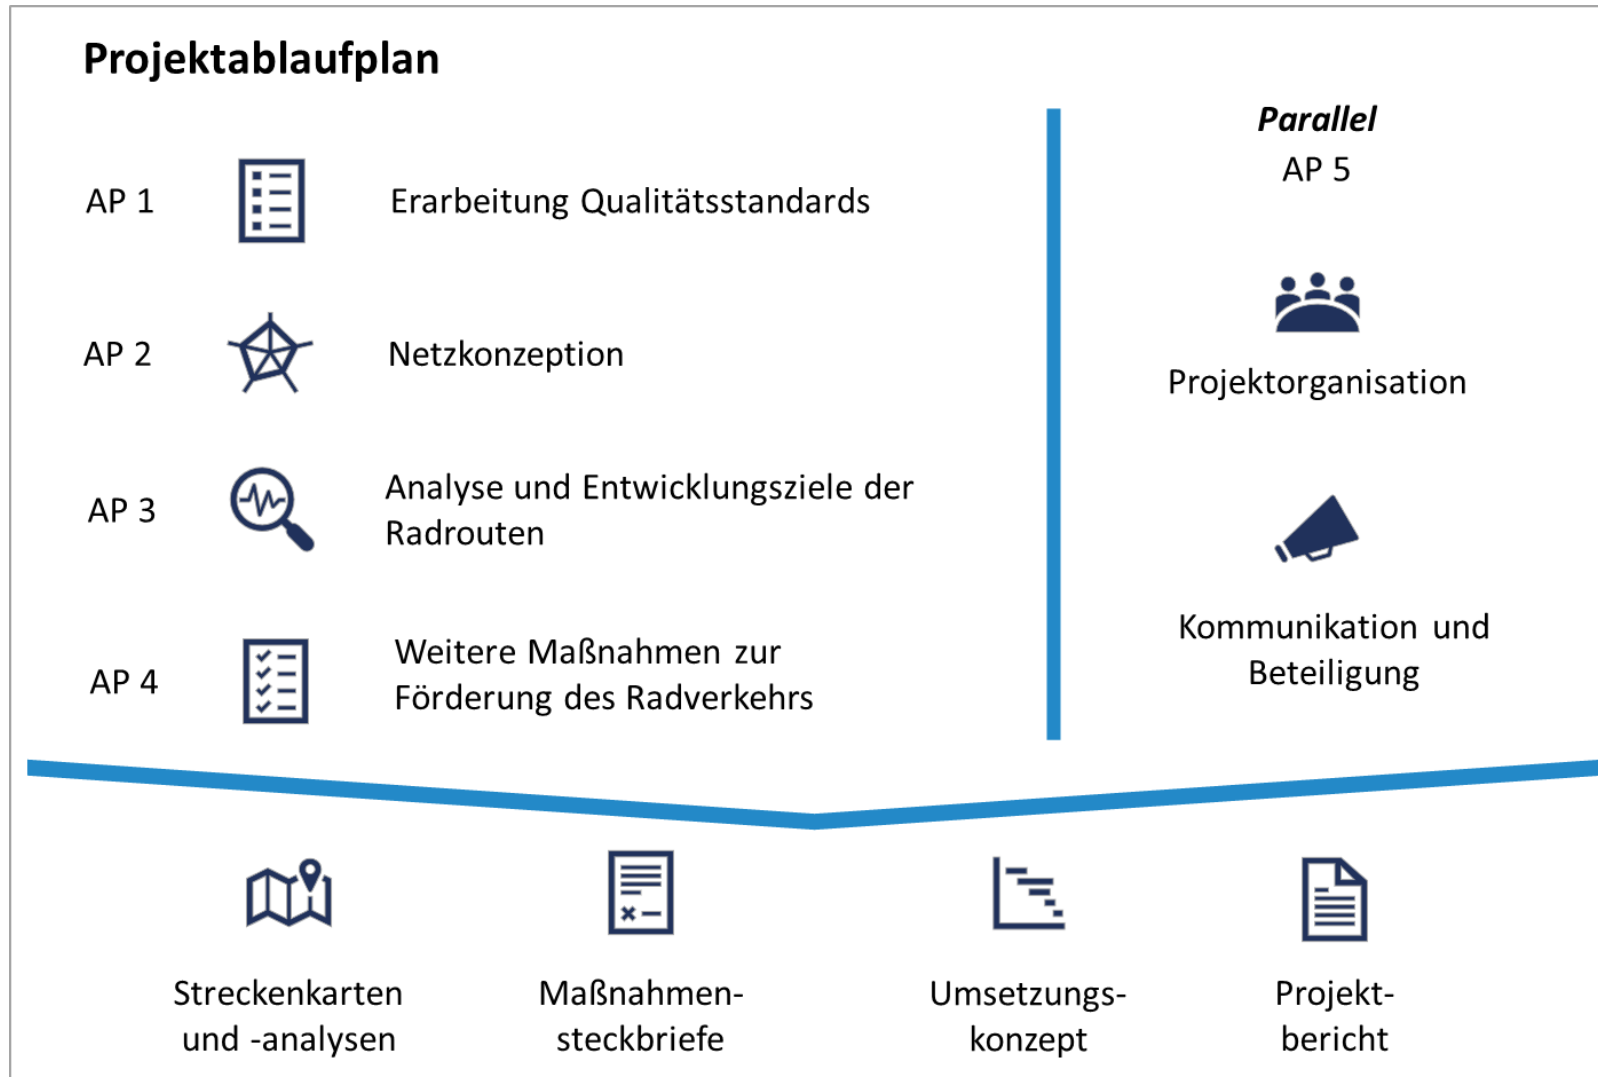 Projektablaufplan
AP 1
Erarbeitung Qualitätsstandards
AP 2
Netzkonzeption
AP 3
Analyse und Entwicklungsziele der
Radrouten
AP 4
Weitere Maßnahmen zur
Förderung des Radverkehrs
Parallel
AP 5
Projektorganisation
Kommunikation und
Beteiligung
Streckenkarten
und -analysen
Maßnahmen-
steckbriefe
Umsetzungs-
konzept
Projekt-
bericht